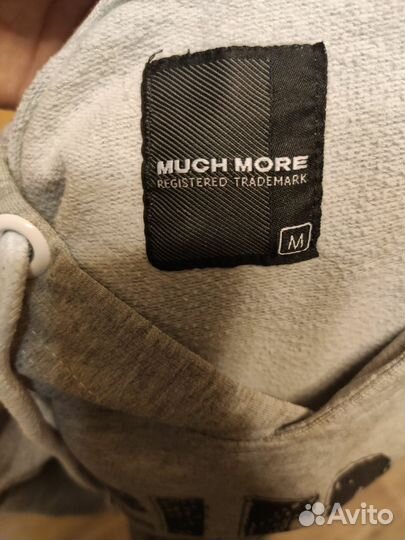 MUCH MORE
REGISTERED TRADEMARK
M
Avito